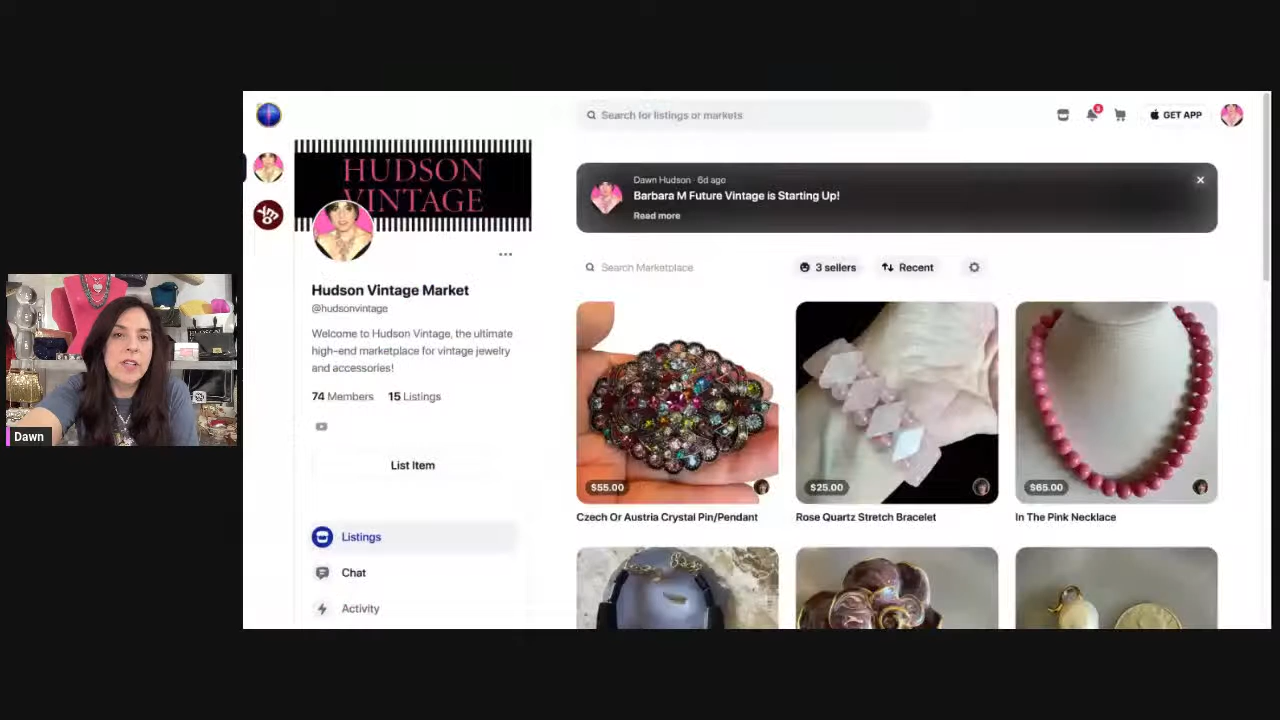 Search for listings or markets
3
GET APP
HUDSON
VINTAGE
Dawn Hudson · 6d ago
Barbara M Future Vintage is Starting Up!
Read more
Search Marketplace
3 sellers
Recent
Hudson Vintage Market
@hudsonvintage
Welcome to Hudson Vintage, the ultimate
high-end marketplace for vintage jewelry
and accessories!
74 Members 15 Listings
List Item
Listings
Chat
Activity
$55.00
$25.00
$65.00
Czech Or Austria Crystal Pin/Pendant
Rose Quartz Stretch Bracelet
In The Pink Necklace
Dawn